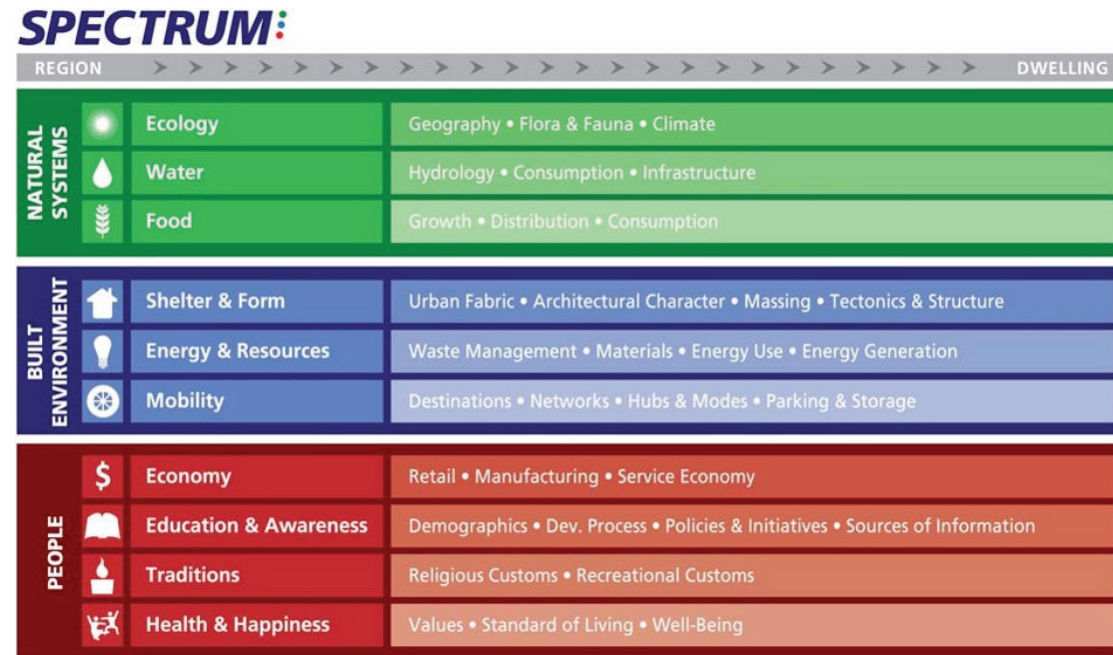 SPECTRUM:
REGION > > > > > > > > > > > > > > > > > > > > > > > > DWELLING
NATURAL
SYSTEMS
Ecology Geography • Flora & Fauna • Climate
Water Hydrology • Consumption • Infrastructure
Food Growth • Distribution • Consumption
BUILT
ENVIRONMENT
Shelter & Form Urban Fabric • Architectural Character • Massing • Tectonics & Structure
Energy & Resources Waste Management • Materials • Energy Use • Energy Generation
Mobility Destinations • Networks • Hubs & Modes • Parking & Storage
PEOPLE
$ Economy Retail • Manufacturing • Service Economy
Education & Awareness Demographics • Dev. Process • Policies & Initiatives • Sources of Information
Traditions Religious Customs • Recreational Customs
Health & Happiness Values • Standard of Living • Well-Being